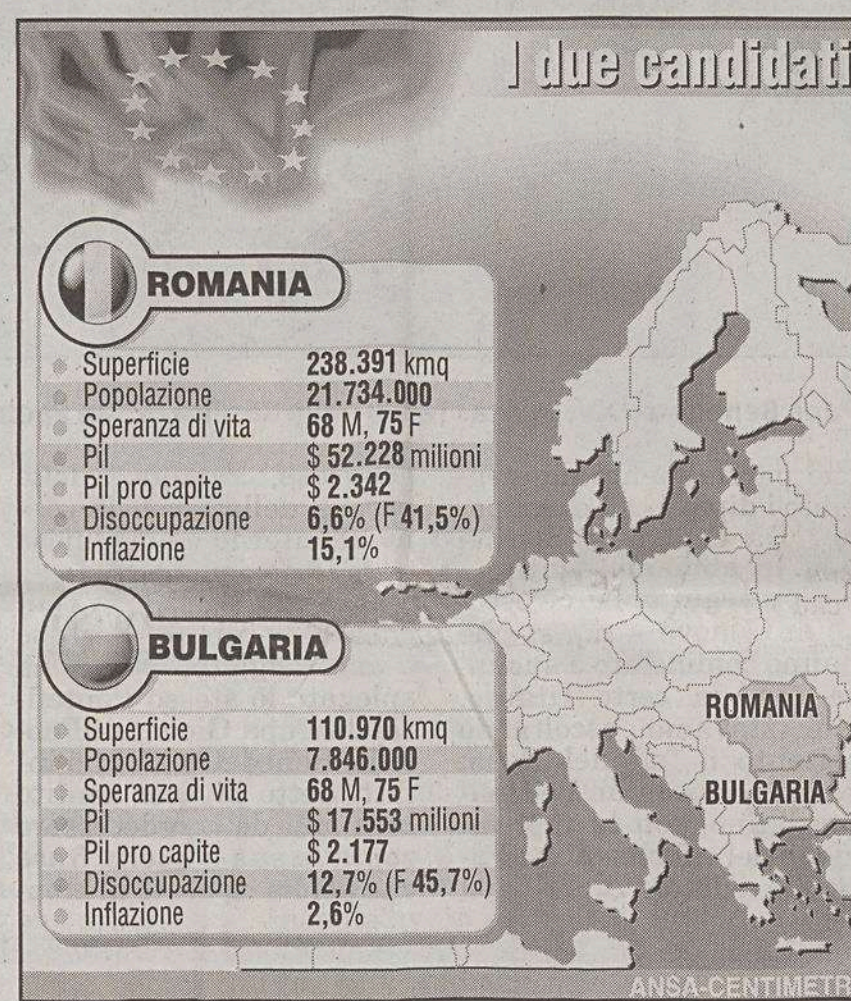 I due candidati
ROMANIA
Superficie 238.391 kmq
Popolazione 21.734.000
Speranza di vita 68 M, 75 F
Pil $ 52.228 milioni
Pil pro capite $ 2.342
Disoccupazione 6,6% (F 41,5%)
Inflazione 15,1%
BULGARIA
Superficie 110.970 kmq
Popolazione 7.846.000
Speranza di vita 68 M, 75 F
Pil $ 17.553 milioni
Pil pro capite $ 2.177
Disoccupazione 12,7% (F 45,7%)
Inflazione 2,6%
ROMANIA
BULGARIA
ANSA-CENTIMETR